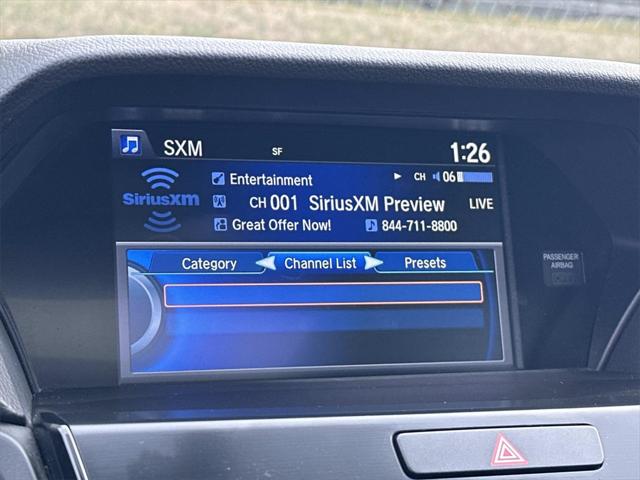 SXM SF 1:26
Entertainment CH 06
SiriusXM CH 001 SiriusXM Preview LIVE
Great Offer Now! 844-711-8800
Category Channel List Presets
PASSENGER
AIRBAG